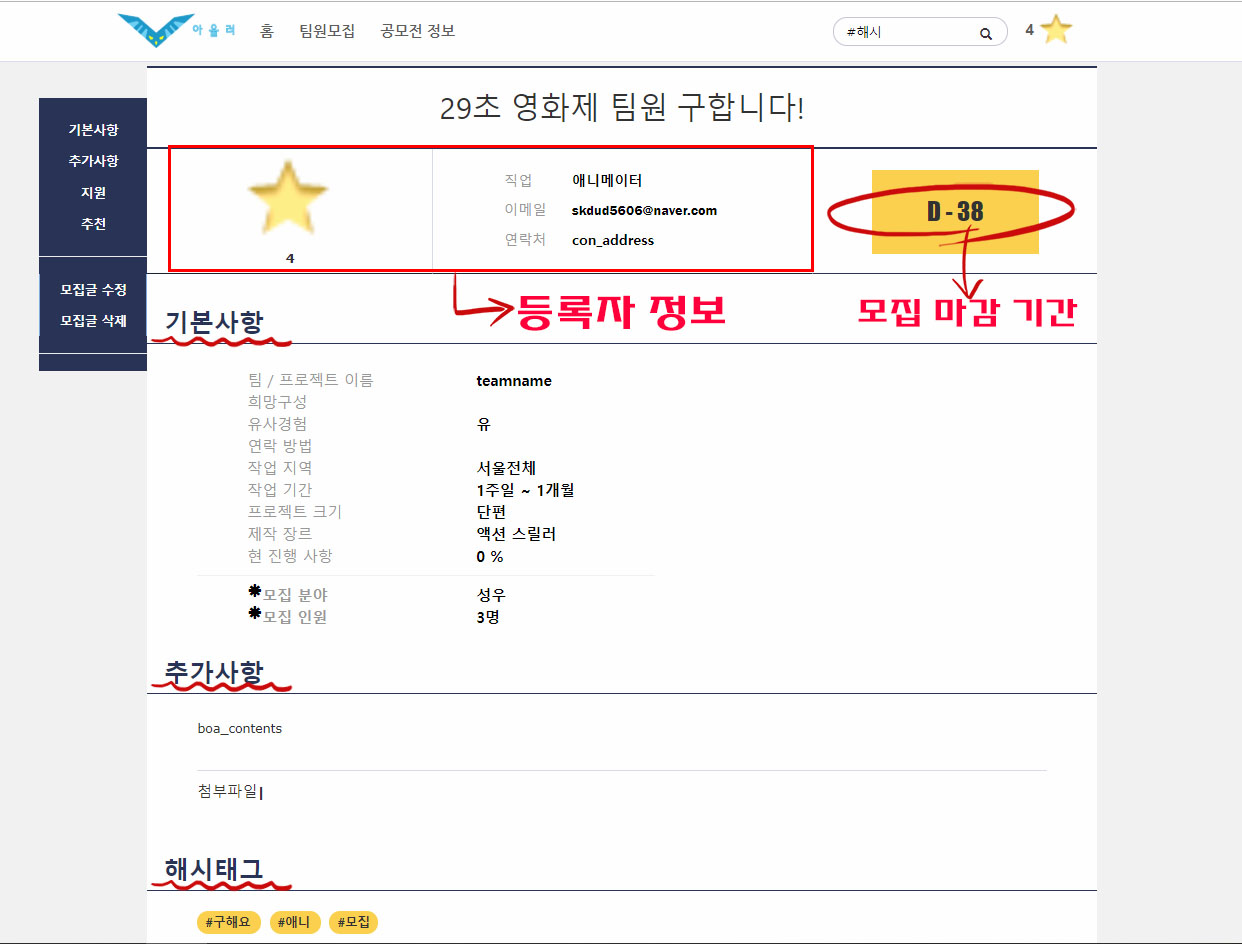 아울러 홈 팀원모집 공모전 정보 #해시 4
29초 영화제 팀원 구합니다!
기본사항
추가사항
지원
추천
모집글 수정
모집글 삭제
4
직업 애니메이터
이메일 skdud5606@naver.com
연락처 con_address
D - 38
등록자 정보
모집 마감 기간
기본사항
팀 / 프로젝트 이름 teamname
희망구성
유사경험 유
연락 방법
작업 지역 서울전체
작업 기간 1주일 ~ 1개월
프로젝트 크기 단편
제작 장르 액션 스릴러
현 진행 사항 0 %
*모집 분야 성우
*모집 인원 3명
추가사항
boa_contents
첨부파일|
해시태그
#구해요 #애니 #모집